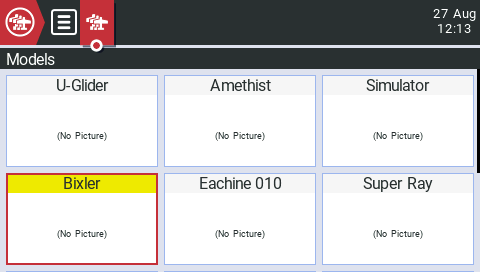 27 Aug
12:13
Models
U-Glider
Amethist
Simulator
(No Picture)
(No Picture)
(No Picture)
Bixler
Eachine 010
Super Ray
(No Picture)
(No Picture)
(No Picture)